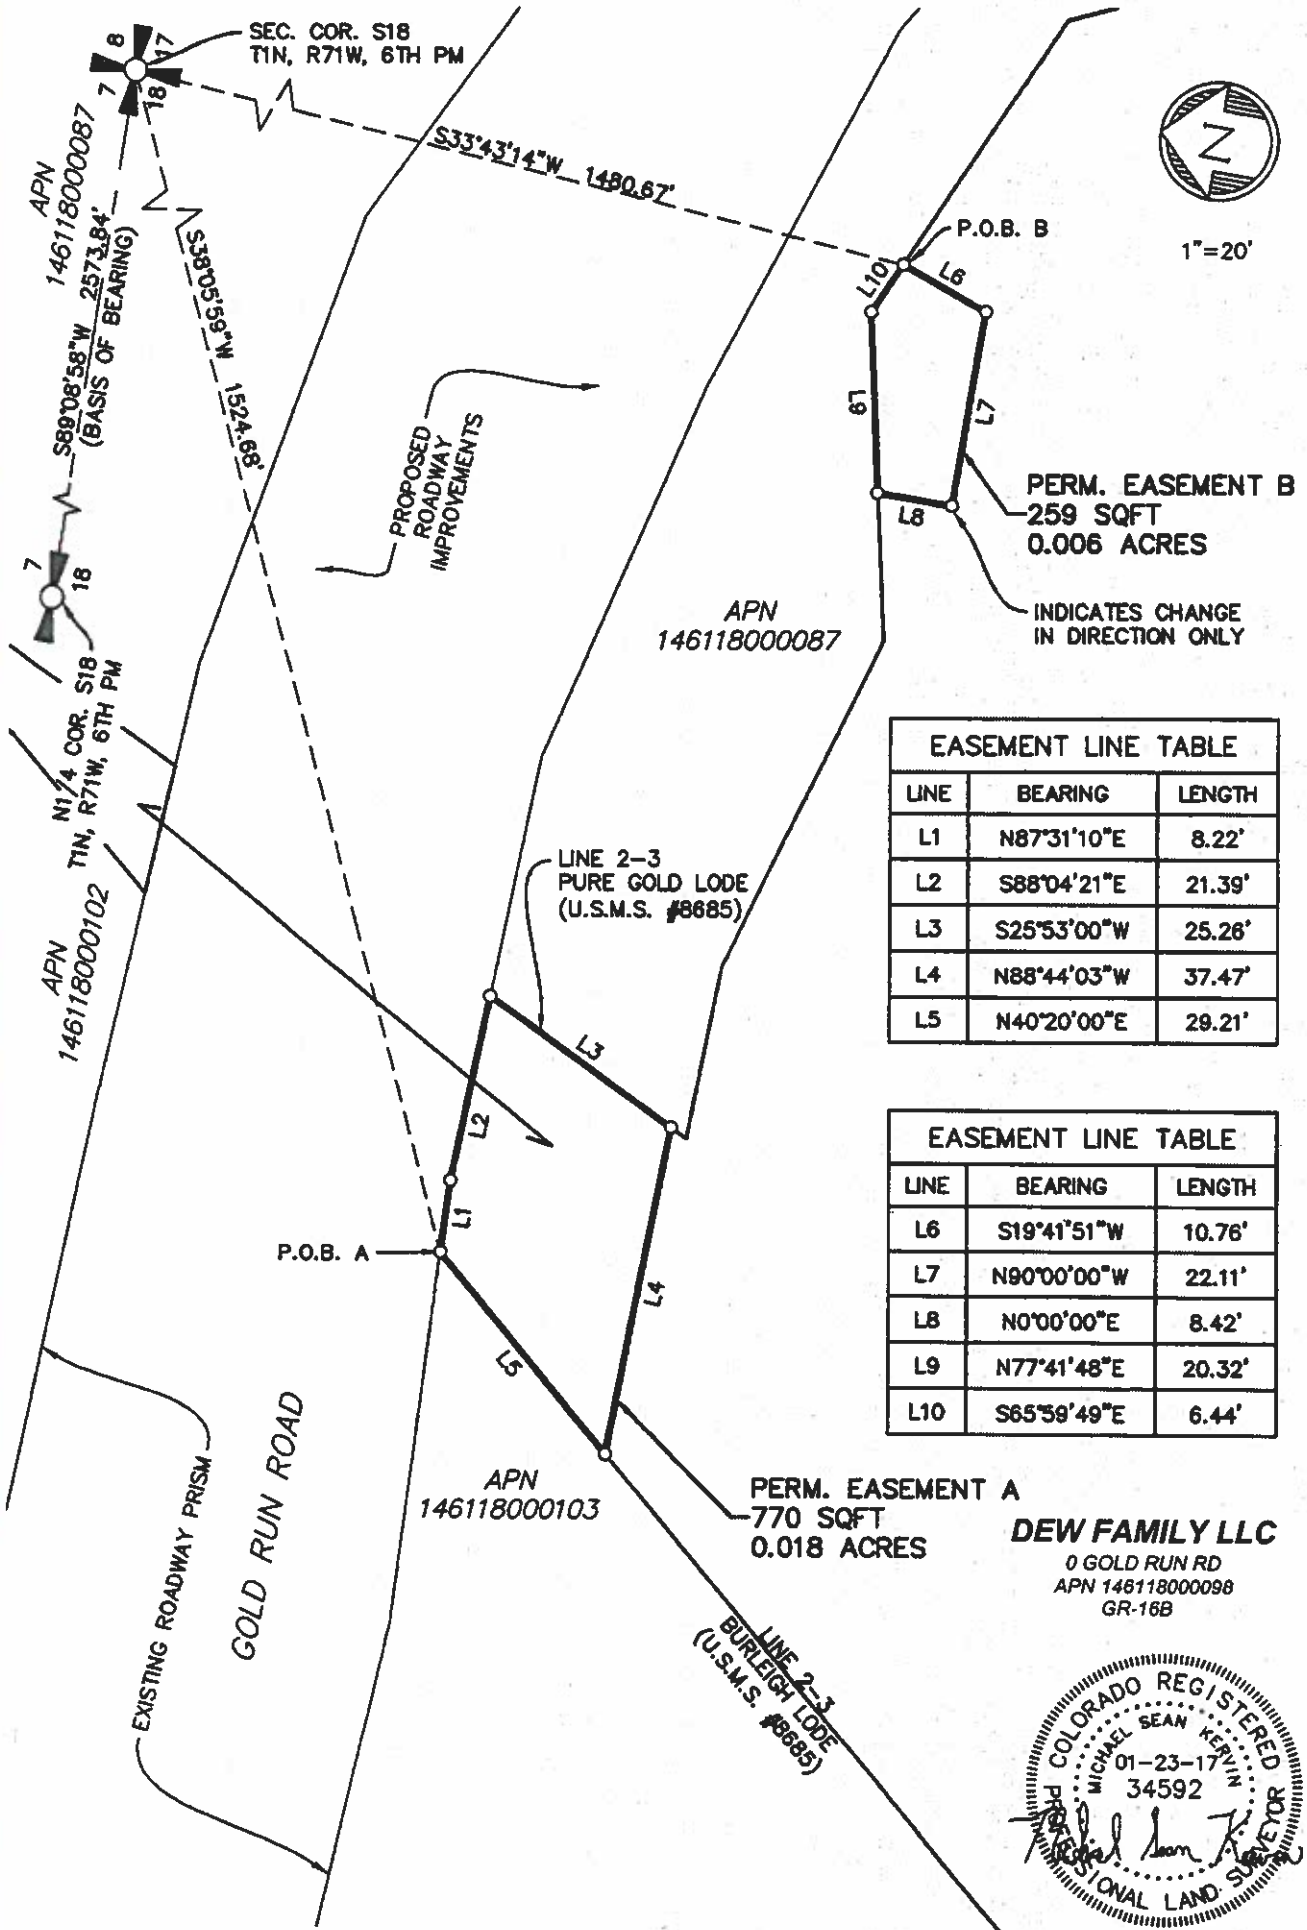 SEC. COR. S18
T1N, R71W, 6TH PM
8
17
7
18
APN
146118000087
S89°08'58"W 2573.84'
(BASIS OF BEARING)
S38°05'59"W 1524.68'
S33°43'14"W 1480.67'
N
1"=20'
P.O.B. B
L10
L6
L9
L7
L8
PERM. EASEMENT B
259 SQFT
0.006 ACRES
INDICATES CHANGE
IN DIRECTION ONLY
PROPOSED
ROADWAY
IMPROVEMENTS
7
18
N1/4 COR. S18
T1N, R71W, 6TH PM
APN
146118000087
APN
146118000102
LINE 2-3
PURE GOLD LODE
(U.S.M.S. #8685)
EASEMENT LINE TABLE
LINE BEARING LENGTH
L1 N87°31'10"E 8.22'
L2 S88°04'21"E 21.39'
L3 S25°53'00"W 25.26'
L4 N88°44'03"W 37.47'
L5 N40°20'00"E 29.21'
EASEMENT LINE TABLE
LINE BEARING LENGTH
L6 S19°41'51"W 10.76'
L7 N90°00'00"W 22.11'
L8 N0°00'00"E 8.42'
L9 N77°41'48"E 20.32'
L10 S65°59'49"E 6.44'
L3
L2
L1
P.O.B. A
L4
L5
EXISTING ROADWAY PRISM
GOLD RUN ROAD
APN
146118000103
PERM. EASEMENT A
770 SQFT
0.018 ACRES
LINE 2-3
BURLEIGH LODE
(U.S.M.S. #8685)
DEW FAMILY LLC
0 GOLD RUN RD
APN 146118000098
GR-16B
COLORADO REGISTERED
MICHAEL SEAN KERVIN
01-23-17
34592
PROFESSIONAL LAND SURVEYOR